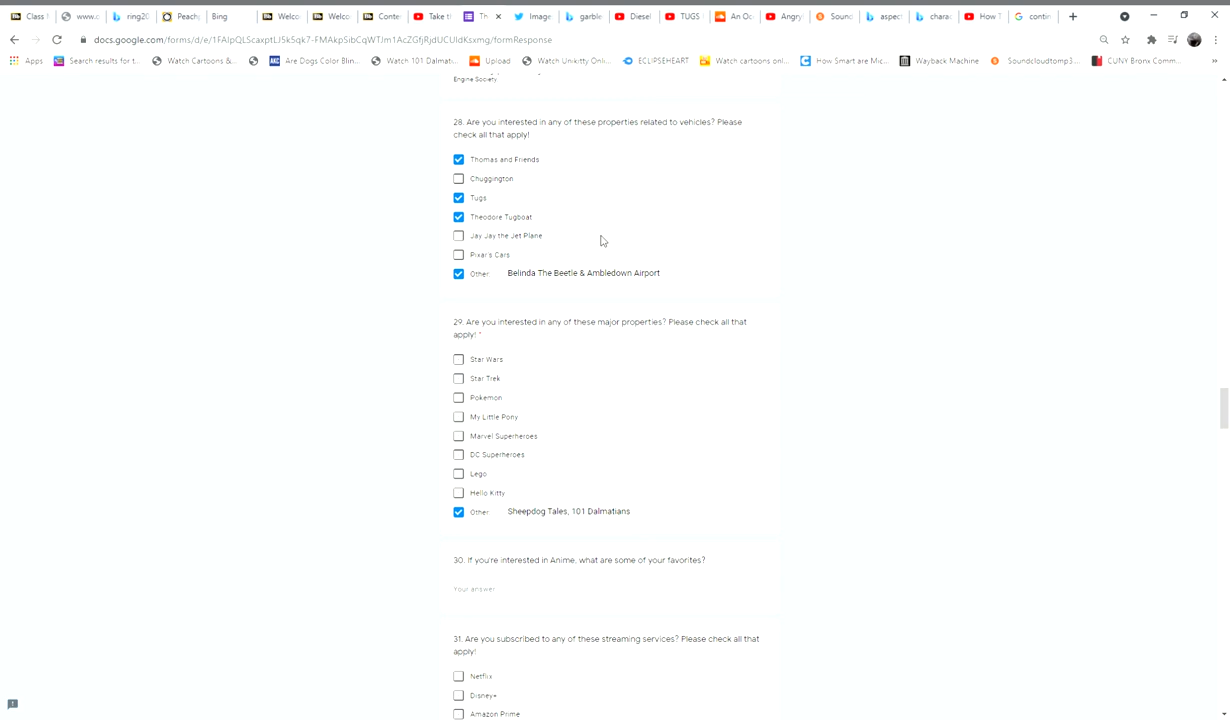 Class M
www.o
ring20
Peachy
Bing
Welco
Welco
Conte
Take t
Th
Image
garble
Diesel
TUGS
An Oc
Angry
Sound
aspect
charac
How T
contin
docs.google.com/forms/d/e/1FAIpQLScaxptLJ5k5qk7-FMAkpSibCqWTJm1AcZGfjRjdUCUIdKsxmg/formResponse
Apps
Search results for t...
Watch Cartoons &...
Are Dogs Color Blin...
Watch 101 Dalmati...
Upload
Watch Unikitty Onli...
ECLIPSEHEART
Watch cartoons onl...
How Smart are Mic...
Wayback Machine
Soundcloudtomp3...
CUNY Bronx Comm...
Engine Society
28. Are you interested in any of these properties related to vehicles? Please
check all that apply!
Thomas and Friends
Chuggington
Tugs
Theodore Tugboat
Jay Jay the Jet Plane
Pixar's Cars
Other Belinda The Beetle & Ambledown Airport
29. Are you interested in any of these major properties? Please check all that
apply! *
Star Wars
Star Trek
Pokemon
My Little Pony
Marvel Superheroes
DC Superheroes
Lego
Hello Kitty
Other Sheepdog Tales, 101 Dalmatians
30. If you're interested in Anime, what are some of your favorites?
Your answer
31. Are you subscribed to any of these streaming services? Please check all that
apply!
Netflix
Disney+
Amazon Prime